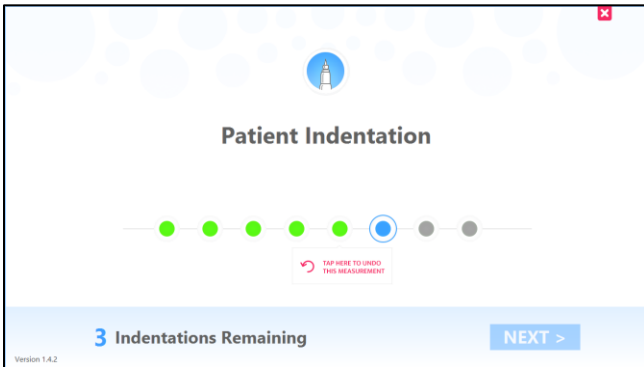 Patient Indentation
TAP HERE TO UNDO
THIS MEASUREMENT
3 Indentations Remaining
NEXT >
Version 1.4.2